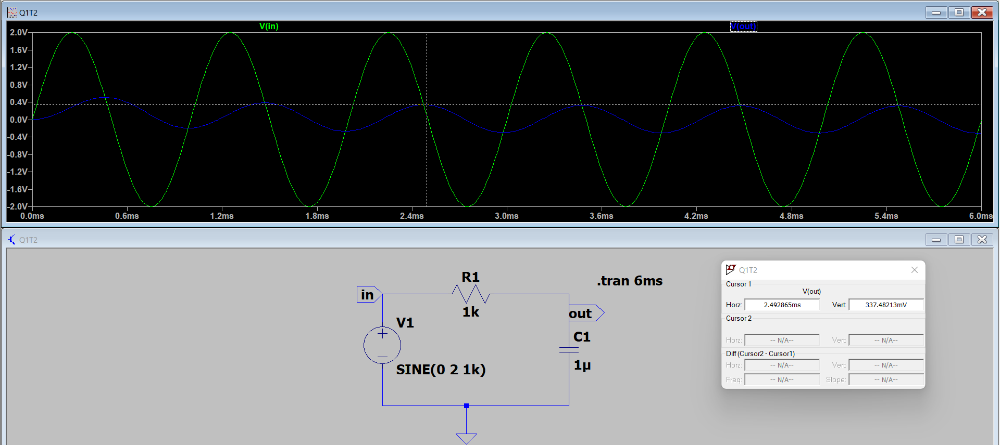 Q1T2
V(in) V(out)
2.0V
1.6V
1.2V
0.8V
0.4V
0.0V
-0.4V
-0.8V
-1.2V
-1.6V
-2.0V
0.0ms 0.6ms 1.2ms 1.8ms 2.4ms 3.0ms 3.6ms 4.2ms 4.8ms 5.4ms 6.0ms
Q1T2
in
R1
1k
.tran 6ms
out
V1
C1
1µ
SINE(0 2 1k)
Q1T2
Cursor 1
V(out)
Horz: 2.492865ms Vert: 337.48213mV
Cursor 2
Horz: -- N/A-- Vert: -- N/A--
Diff (Cursor2 - Cursor1)
Horz: -- N/A-- Vert: -- N/A--
Freq: -- N/A-- Slope: -- N/A--